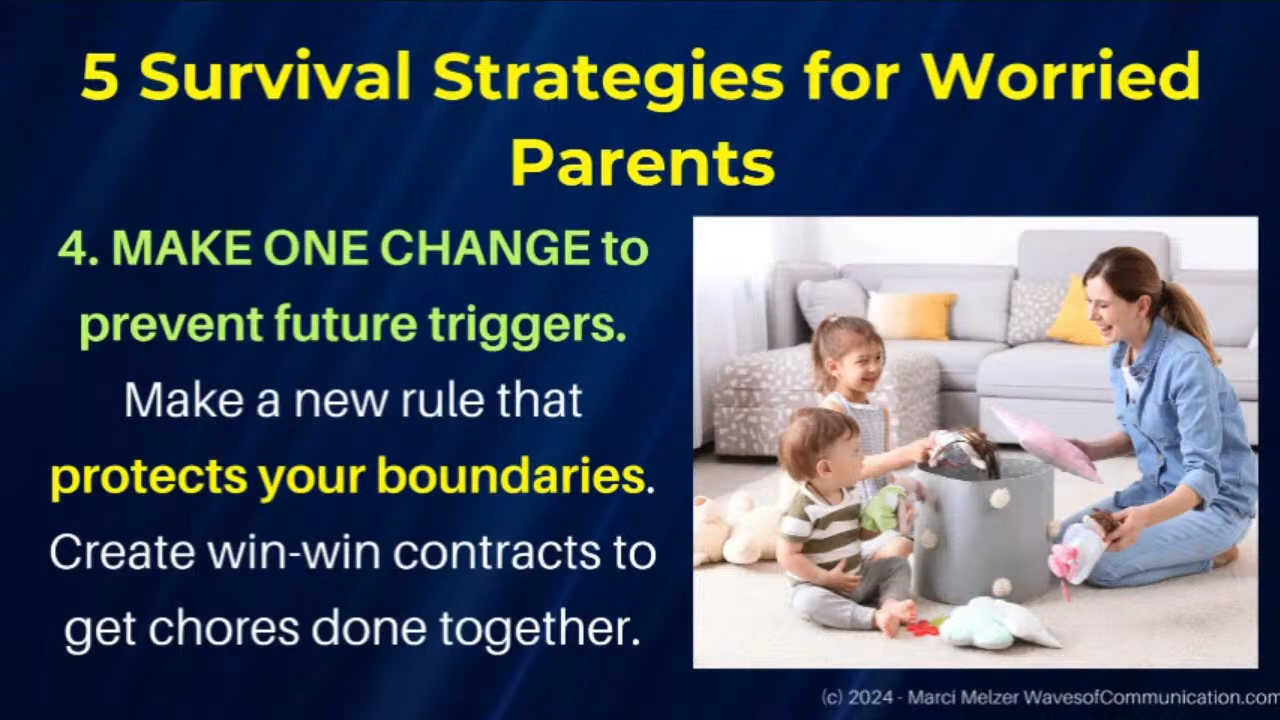 5 Survival Strategies for Worried
Parents
4. MAKE ONE CHANGE to
prevent future triggers.
Make a new rule that
protects your boundaries.
Create win-win contracts to
get chores done together.
(c) 2024 - Marci Melzer WavesofCommunication.com